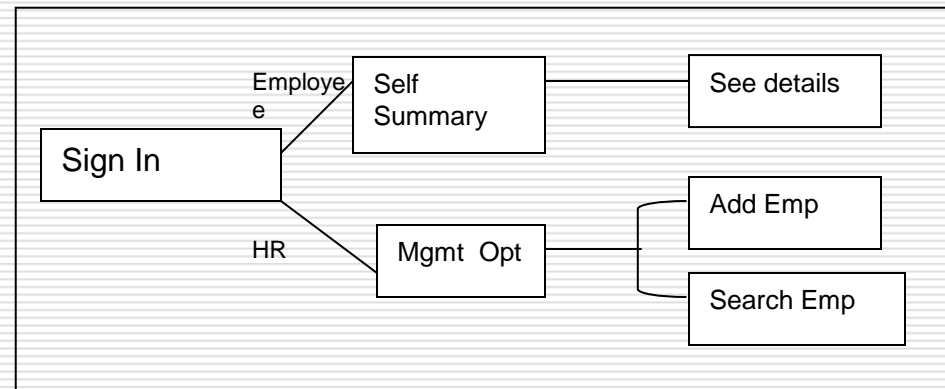 Employe
e
Self
Summary
See details
Sign In
Add Emp
HR
Mgmt  Opt
Search Emp